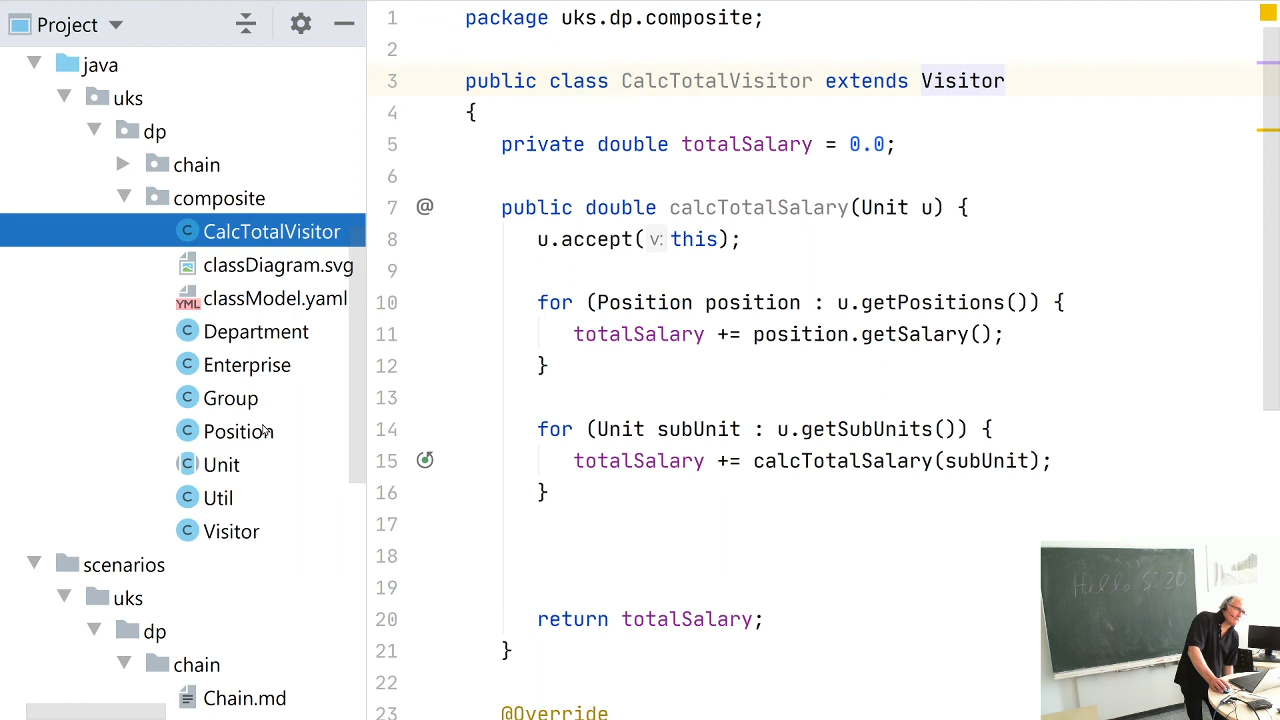 Project
java
uks
dp
chain
composite
CalcTotalVisitor
classDiagram.svg
YML classModel.yaml
Department
Enterprise
Group
Position
Unit
Util
Visitor
scenarios
uks
dp
chain
Chain.md
1 package uks.dp.composite;
2
3 public class CalcTotalVisitor extends Visitor
4 {
5 private double totalSalary = 0.0;
6
7 @ public double calcTotalSalary(Unit u) {
8 u.accept( v: this);
9
10 for (Position position : u.getPositions()) {
11 totalSalary += position.getSalary();
12 }
13
14 for (Unit subUnit : u.getSubUnits()) {
15 totalSalary += calcTotalSalary(subUnit);
16 }
17
18
19
20 return totalSalary;
21 }
22
23 @Override
Hello 5:20